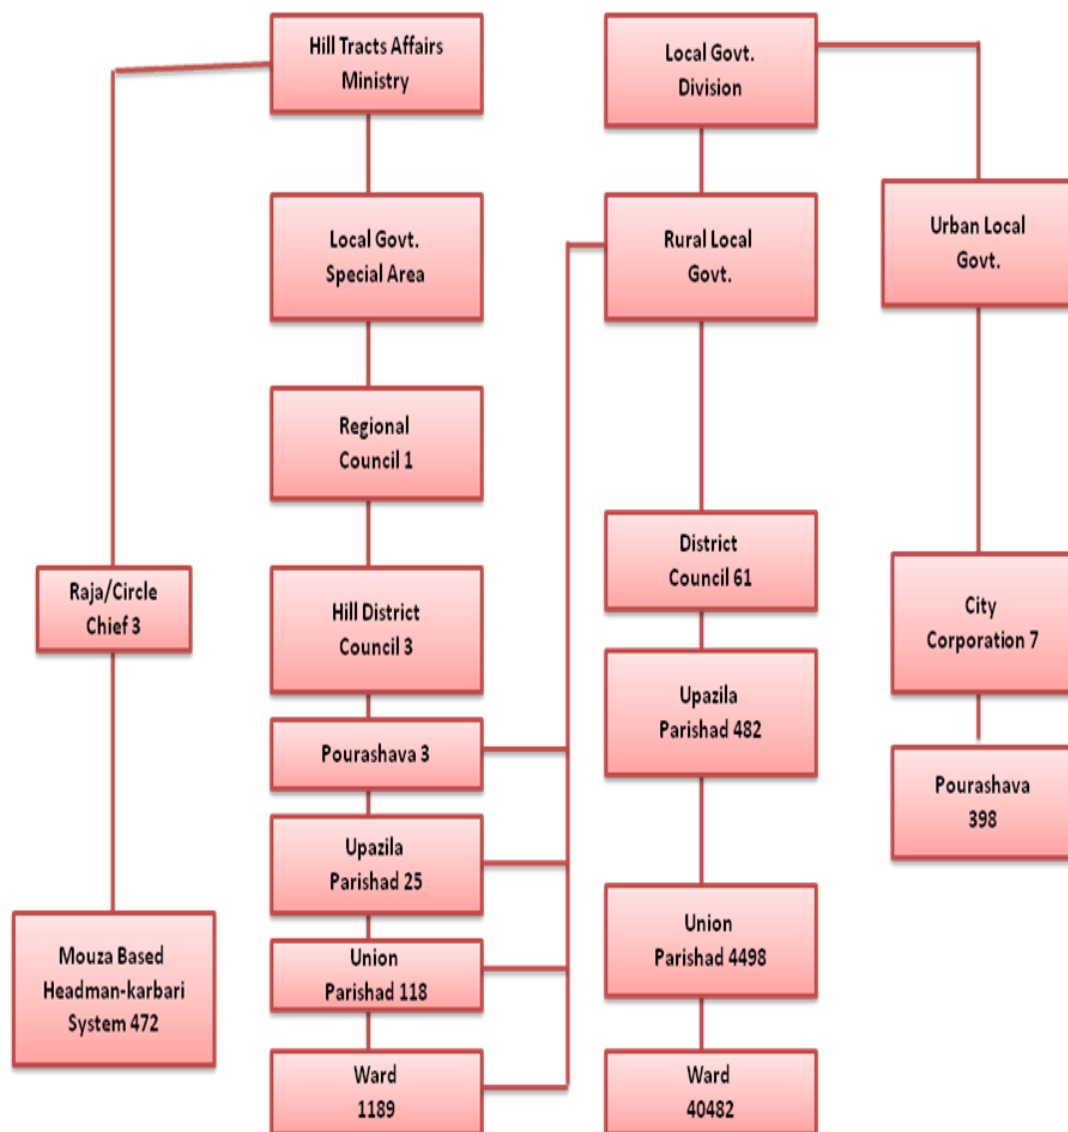 Hill Tracts Affairs
Ministry
Local Govt.
Division
Local Govt.
Special Area
Rural Local
Govt.
Urban Local
Govt.
Regional
Council 1
District
Council 61
Raja/Circle
Chief 3
Hill District
Council 3
City
Corporation 7
Upazila
Parishad 482
Pourashava 3
Pourashava
398
Upazila
Parishad 25
Mouza Based
Headman-karbari
System 472
Union
Parishad 118
Union
Parishad 4498
Ward
1189
Ward
40482